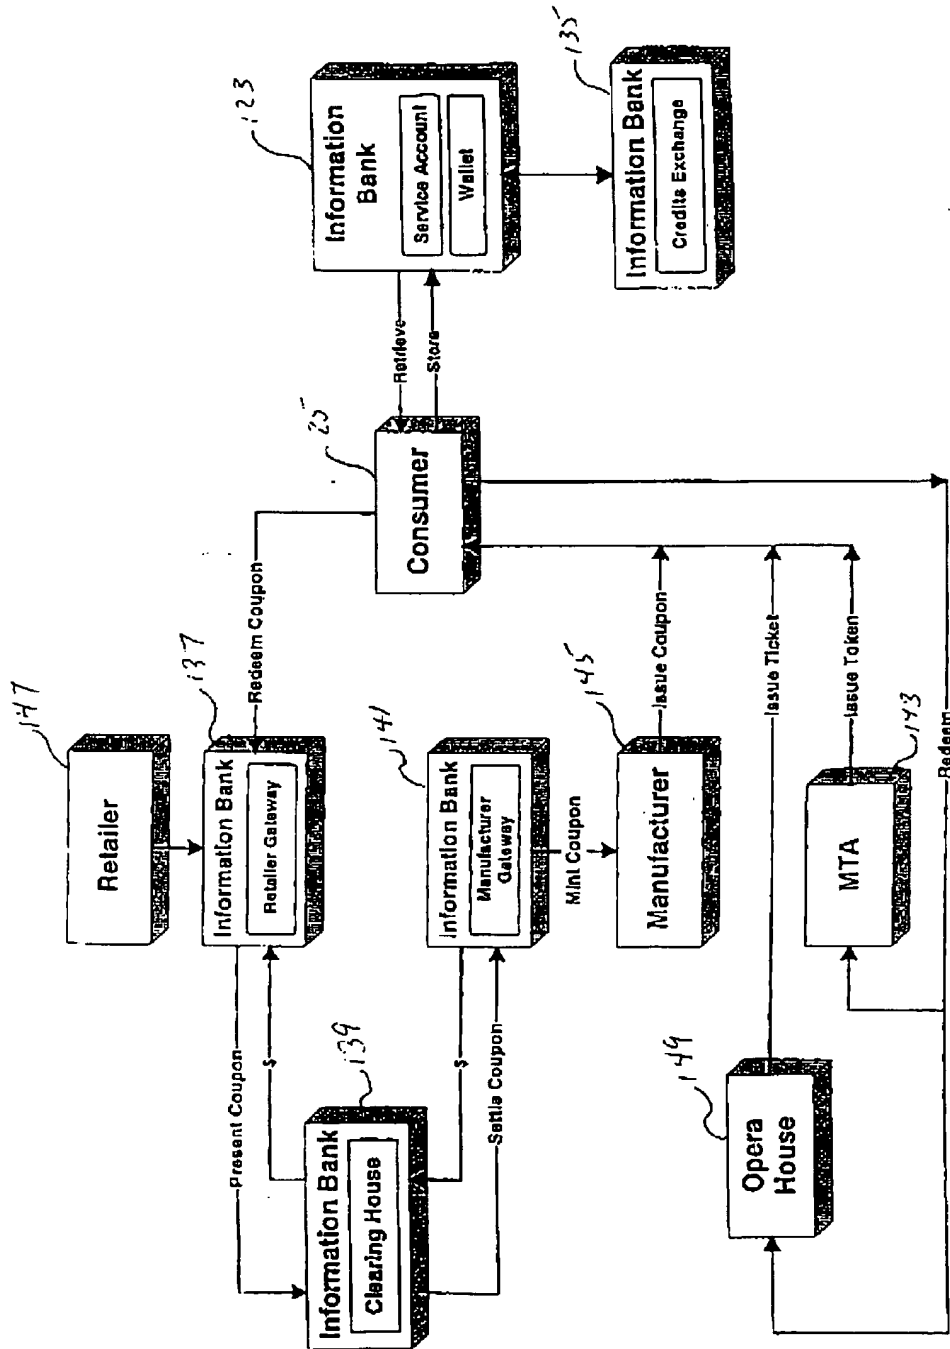 147
Retailer
137
Information Bank
Retailer Gateway
Redeem Coupon
Present Coupon
$
139
Information Bank
Clearing House
$
Settle Coupon
141
Information Bank
Manufacturer
Gateway
Mint Coupon
145
Manufacturer
Issue Coupon
25
Consumer
Retrieve
Store
123
Information
Bank
Service Account
Wallet
135
Information Bank
Credits Exchange
149
Opera
House
Issue Ticket
MTA
143
Issue Token
Redeem